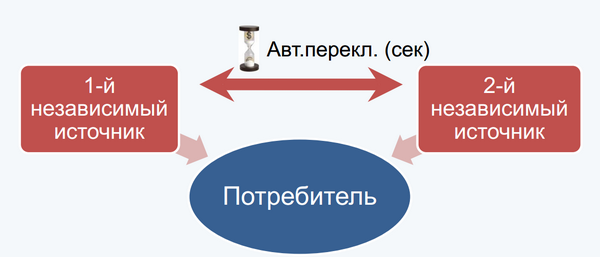 Авт.перекл. (сек)
1-й
независимый
источник
2-й
независимый
источник
Потребитель